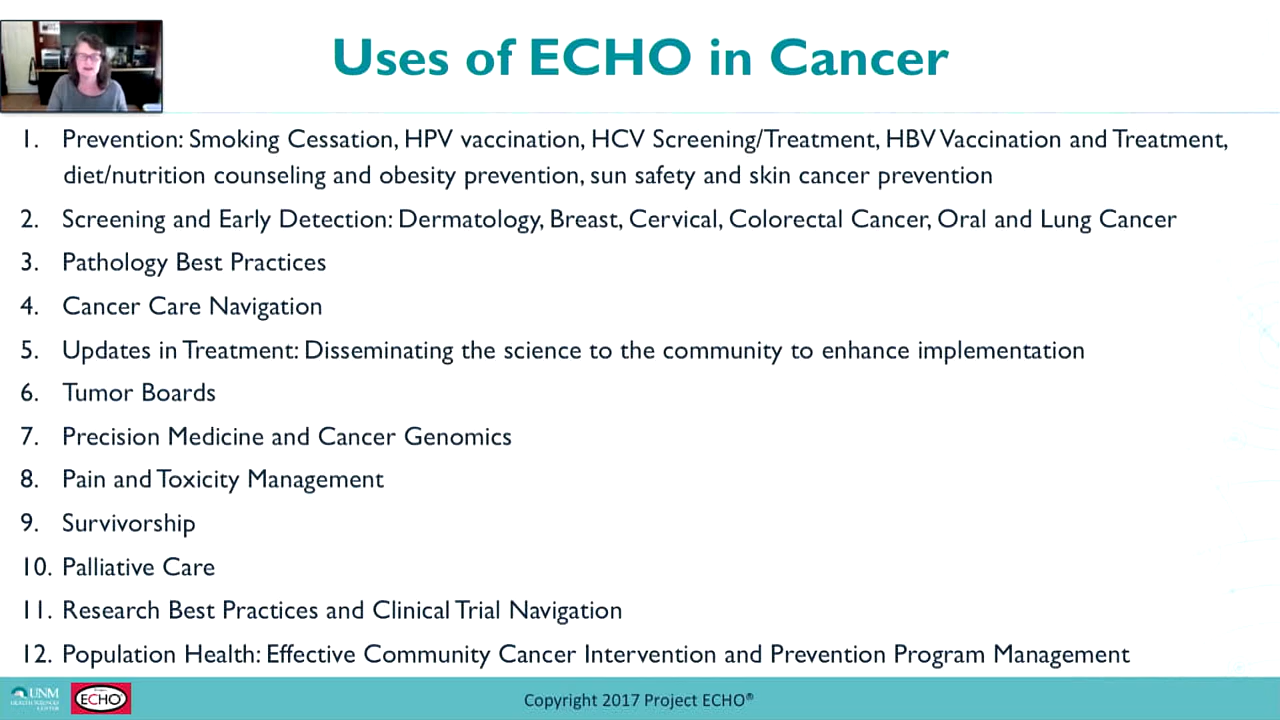 Uses of ECHO in Cancer
1. Prevention: Smoking Cessation, HPV vaccination, HCV Screening/Treatment, HBV Vaccination and Treatment,
diet/nutrition counseling and obesity prevention, sun safety and skin cancer prevention
2. Screening and Early Detection: Dermatology, Breast, Cervical, Colorectal Cancer, Oral and Lung Cancer
3. Pathology Best Practices
4. Cancer Care Navigation
5. Updates in Treatment: Disseminating the science to the community to enhance implementation
6. Tumor Boards
7. Precision Medicine and Cancer Genomics
8. Pain and Toxicity Management
9. Survivorship
10. Palliative Care
11. Research Best Practices and Clinical Trial Navigation
12. Population Health: Effective Community Cancer Intervention and Prevention Program Management
UNM
HEALTH SCIENCES
CENTER
ECHO
Copyright 2017 Project ECHO®